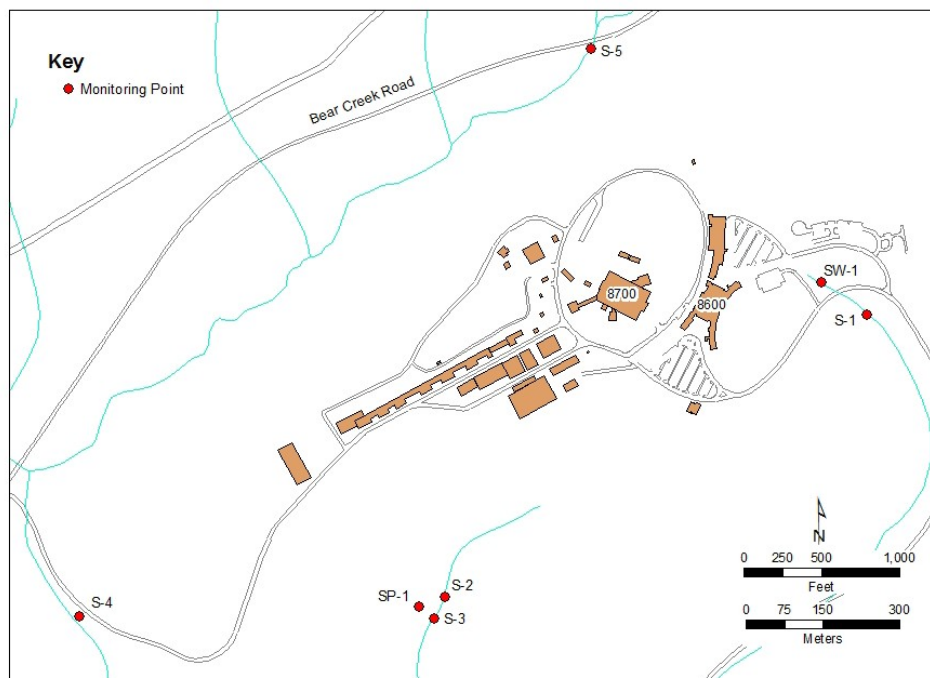 Key
Monitoring Point
S-5
Bear Creek Road
SW-1
8700
8600
S-1
N
0 250 500 1,000
Feet
S-2
SP-1
S-4
S-3
0 75 150 300
Meters